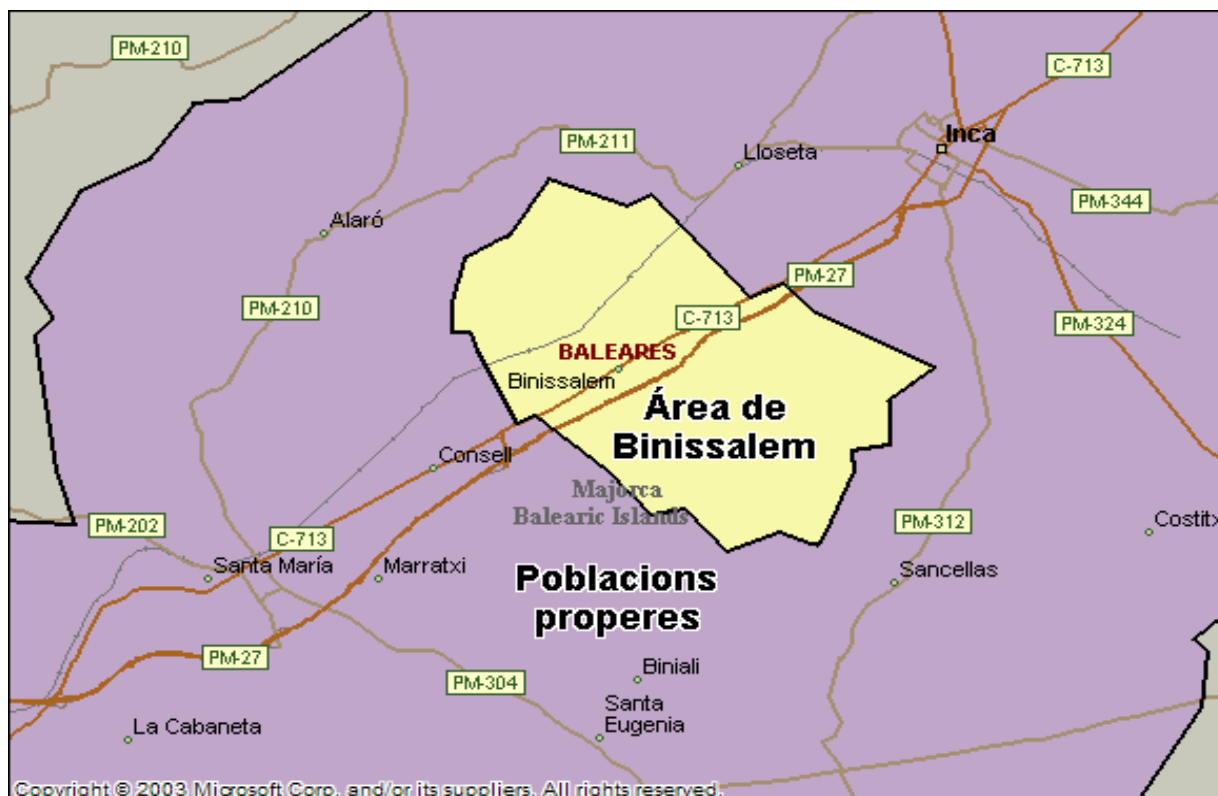 PM-210
C-713
Inca
PM-211
Lloseta
PM-344
Alaró
PM-27
PM-210
C-713
PM-324
BALEARES
Binissalem
Área de
Binissalem
Consell
Majorca
Balearic Islands
PM-202
PM-312
Costitx
C-713
Santa María
Marratxi
Poblacions
properes
Sancellas
PM-27
PM-304
Biniali
Santa
Eugenia
La Cabaneta
Copyright © 2003 Microsoft Corp. and/or its suppliers. All rights reserved.